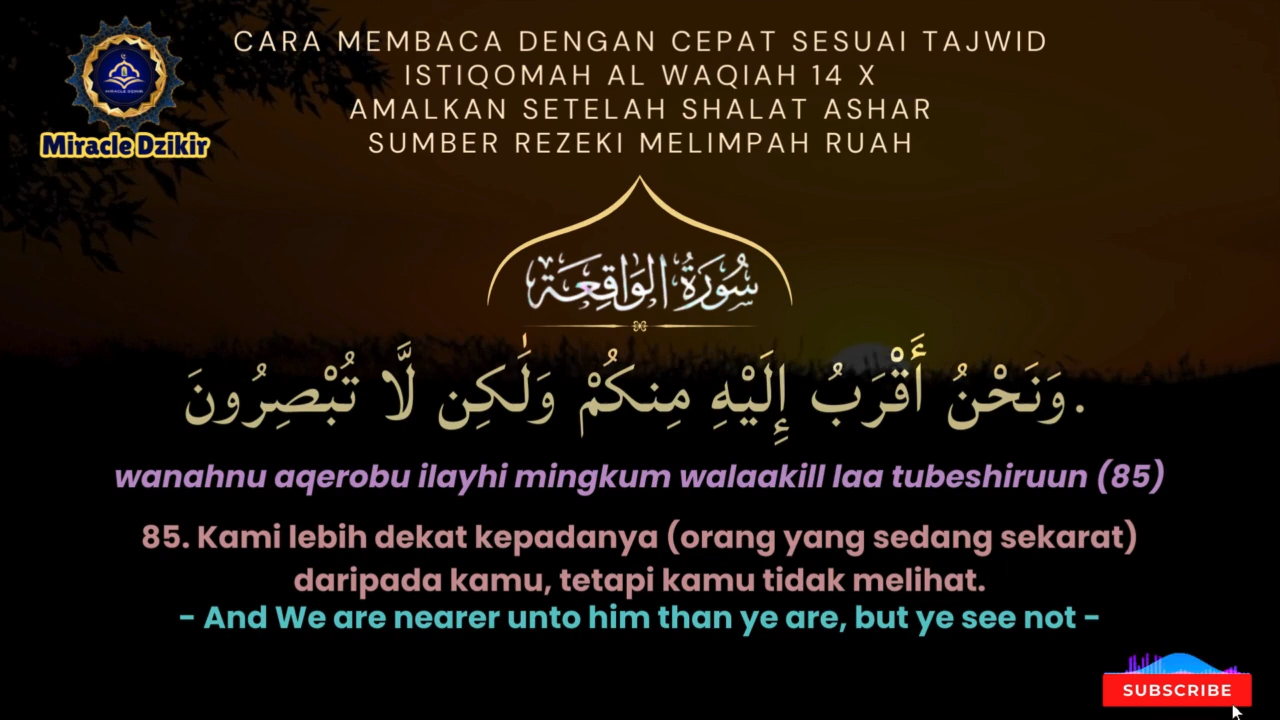 CARA MEMBACA DENGAN CEPAT SESUAI TAJWID
ISTIQOMAH AL WAQIAH 14 X
AMALKAN SETELAH SHALAT ASHAR
SUMBER REZEKI MELIMPAH RUAH
MIRACLE DZIKIR
Miracle Dzikir
سُورَةُ الوَاقِعَة
وَنَحْنُ أَقْرَبُ إِلَيْهِ مِنكُمْ وَلَٰكِن لَّا تُبْصِرُونَ.
wanahnu aqerobu ilayhi mingkum walaakill laa tubeshiruun (85)
85. Kami lebih dekat kepadanya (orang yang sedang sekarat)
daripada kamu, tetapi kamu tidak melihat.
- And We are nearer unto him than ye are, but ye see not -
SUBSCRIBE